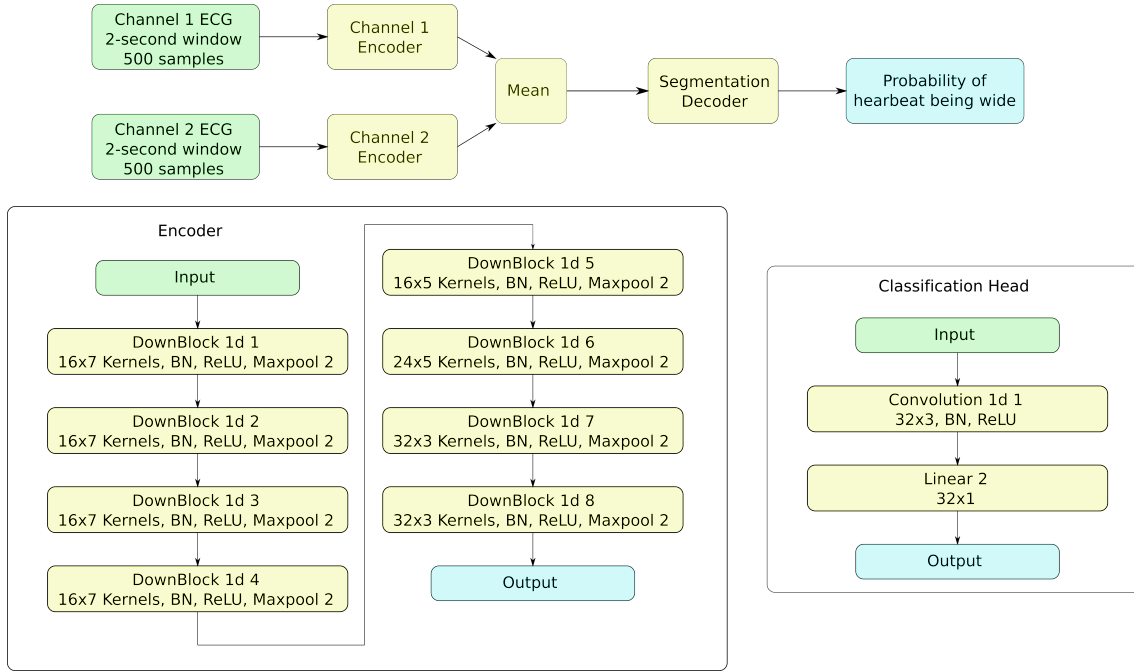 Channel 1 ECG
2-second window
500 samples
Channel 1
Encoder
Channel 2 ECG
2-second window
500 samples
Channel 2
Encoder
Mean
Segmentation
Decoder
Probability of
hearbeat being wide
Encoder
Input
DownBlock 1d 1
16x7 Kernels, BN, ReLU, Maxpool 2
DownBlock 1d 2
16x7 Kernels, BN, ReLU, Maxpool 2
DownBlock 1d 3
16x7 Kernels, BN, ReLU, Maxpool 2
DownBlock 1d 4
16x7 Kernels, BN, ReLU, Maxpool 2
DownBlock 1d 5
16x5 Kernels, BN, ReLU, Maxpool 2
DownBlock 1d 6
24x5 Kernels, BN, ReLU, Maxpool 2
DownBlock 1d 7
32x3 Kernels, BN, ReLU, Maxpool 2
DownBlock 1d 8
32x3 Kernels, BN, ReLU, Maxpool 2
Output
Classification Head
Input
Convolution 1d 1
32x3, BN, ReLU
Linear 2
32x1
Output